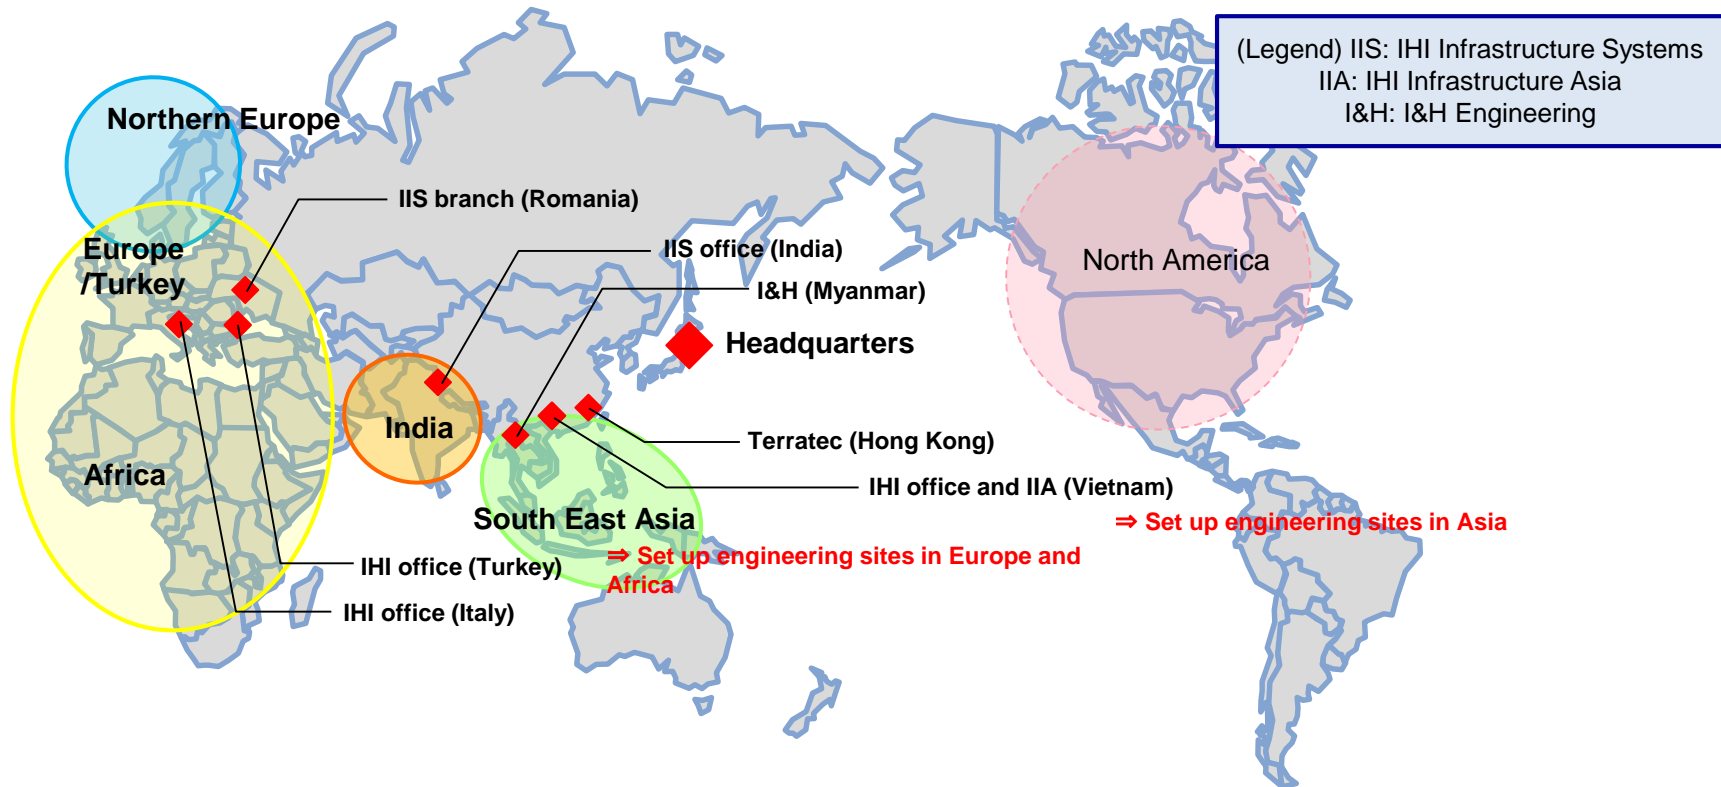 (Legend) IIS: IHI Infrastructure Systems
IIA: IHI Infrastructure Asia
I&H: I&H Engineering
Northern Europe
IIS branch (Romania)
Europe
/Turkey
IIS office (India)
North America
I&H (Myanmar)
Headquarters
India
Terratec (Hong Kong)
Africa
IHI office and IIA (Vietnam)
South East Asia
⇒ Set up engineering sites in Asia
⇒ Set up engineering sites in Europe and
Africa
IHI office (Turkey)
IHI office (Italy)